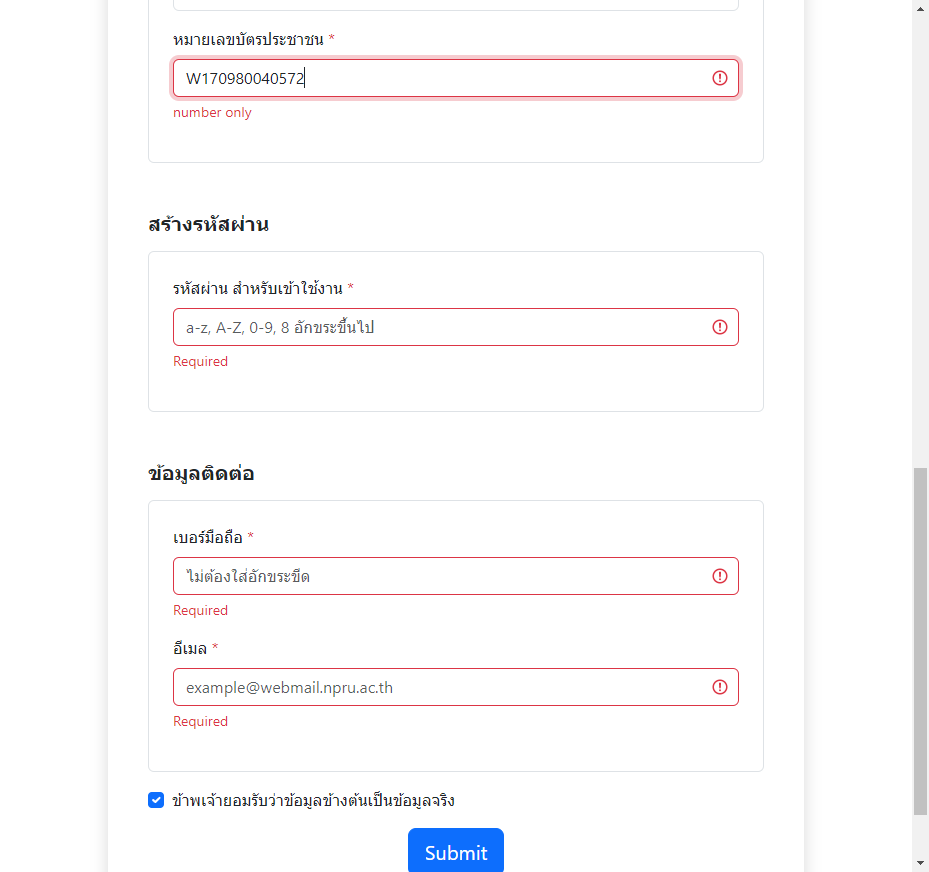 หมายเลขบัตรประชาชน *
W170980040572
number only
สร้างรหัสผ่าน
รหัสผ่าน สำหรับเข้าใช้งาน *
a-z, A-Z, 0-9, 8 อักขระขึ้นไป
Required
ข้อมูลติดต่อ
เบอร์มือถือ *
ไม่ต้องใส่อักขระขีด
Required
อีเมล *
example@webmail.npru.ac.th
Required
ข้าพเจ้ายอมรับว่าข้อมูลข้างต้นเป็นข้อมูลจริง
Submit